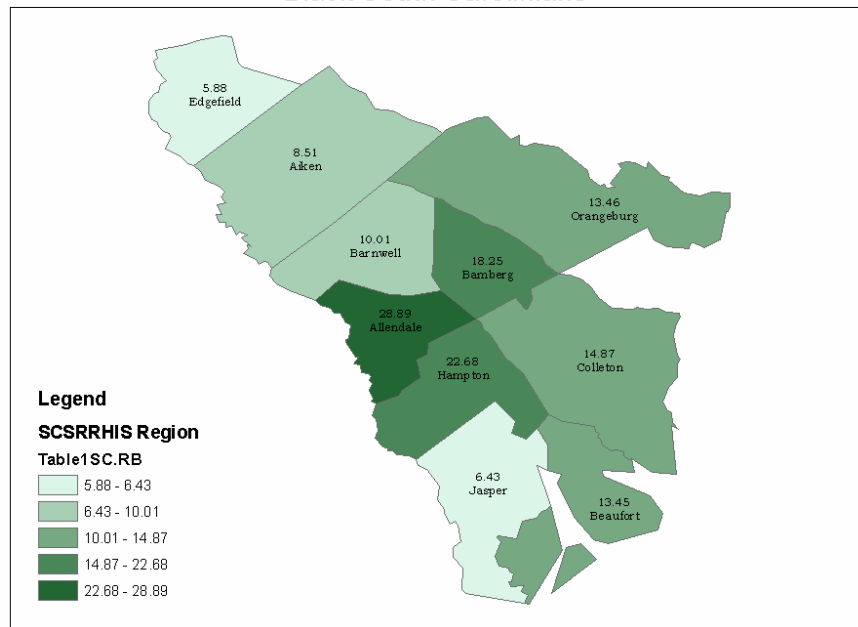 5.88
Edgefield
8.51
Aiken
13.46
Orangeburg
10.01
Barnwell
18.25
Bamberg
28.89
Allendale
14.87
Colleton
22.68
Hampton
6.43
Jasper
13.45
Beaufort
Legend
SCSRRHIS Region
Table1SC.RB
5.88 - 6.43
6.43 - 10.01
10.01 - 14.87
14.87 - 22.68
22.68 - 28.89